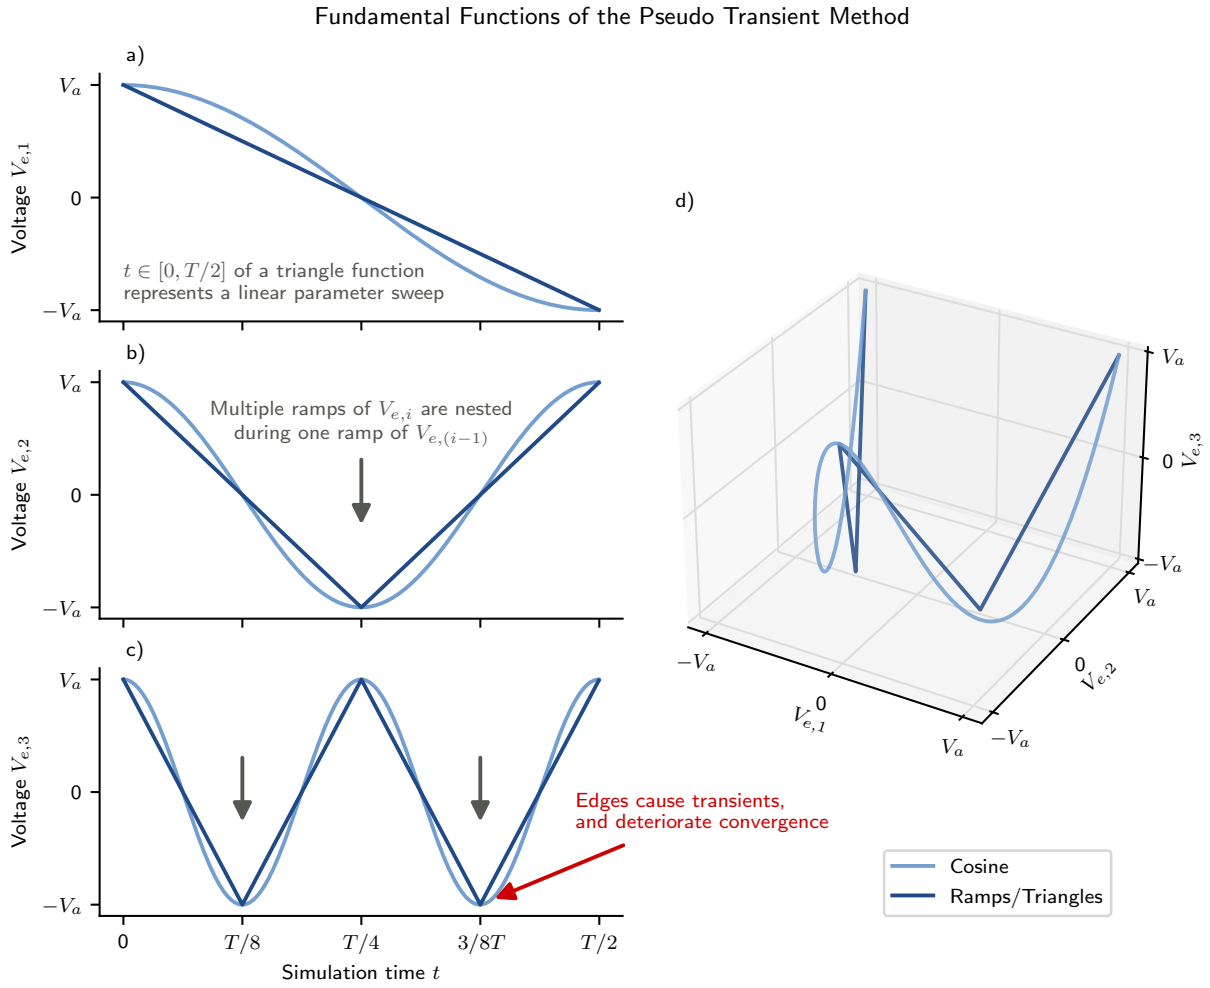 Fundamental Functions of the Pseudo Transient Method
a)
Voltage $V_{e,1}$
$V_a$
0
$-V_a$
$t \in [0, T/2]$ of a triangle function
represents a linear parameter sweep
b)
Voltage $V_{e,2}$
$V_a$
0
$-V_a$
Multiple ramps of $V_{e,i}$ are nested
during one ramp of $V_{e,(i-1)}$
c)
Voltage $V_{e,3}$
$V_a$
0
$-V_a$
Edges cause transients,
and deteriorate convergence
0
$T/8$
$T/4$
$3/8T$
$T/2$
Simulation time $t$
d)
$V_a$
0
$-V_a$
$V_{e,3}$
$V_a$
0
$-V_a$
$V_{e,2}$
$-V_a$
0
$V_a$
$V_{e,1}$
Cosine
Ramps/Triangles